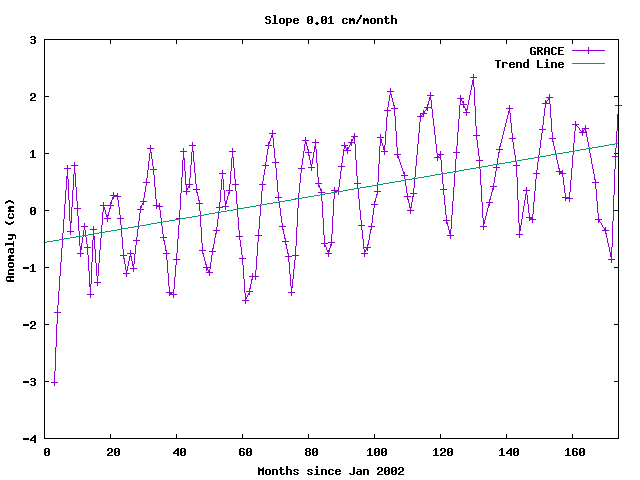 Slope 0.01 cm/month
GRACE
Trend Line
3
2
1
0
-1
-2
-3
-4
Anomaly (cm)
0 20 40 60 80 100 120 140 160
Months since Jan 2002